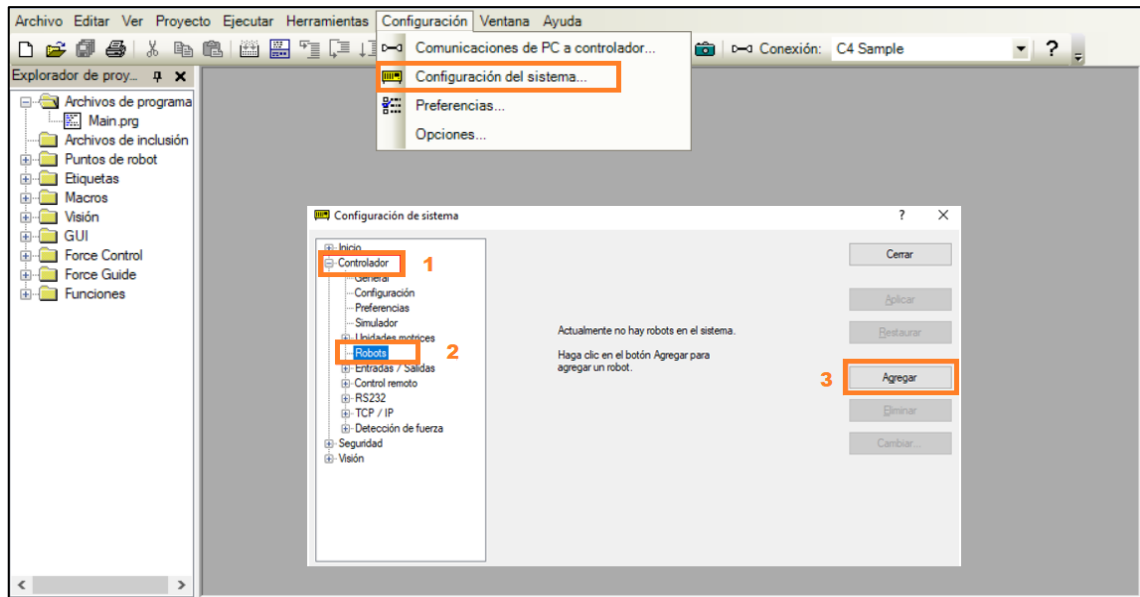 Archivo Editar Ver Proyecto Ejecutar Herramientas Configuración Ventana Ayuda
Comunicaciones de PC a controlador...
Conexión: C4 Sample
?
Explorador de proy...
Configuración del sistema...
Archivos de programa
Main.prg
Preferencias...
Archivos de inclusión
Opciones...
Puntos de robot
Etiquetas
Macros
Visión
GUI
Force Control
Force Guide
Funciones
Configuración de sistema
?
Inicio
Controlador
1
General
Configuración
Preferencias
Simulador
Unidades motrices
Robots
2
Entradas / Salidas
Control remoto
RS232
TCP / IP
Detección de fuerza
Seguridad
Visión
Actualmente no hay robots en el sistema.
Haga clic en el botón Agregar para
agregar un robot.
Cerrar
Aplicar
Restaurar
3
Agregar
Eliminar
Cambiar...